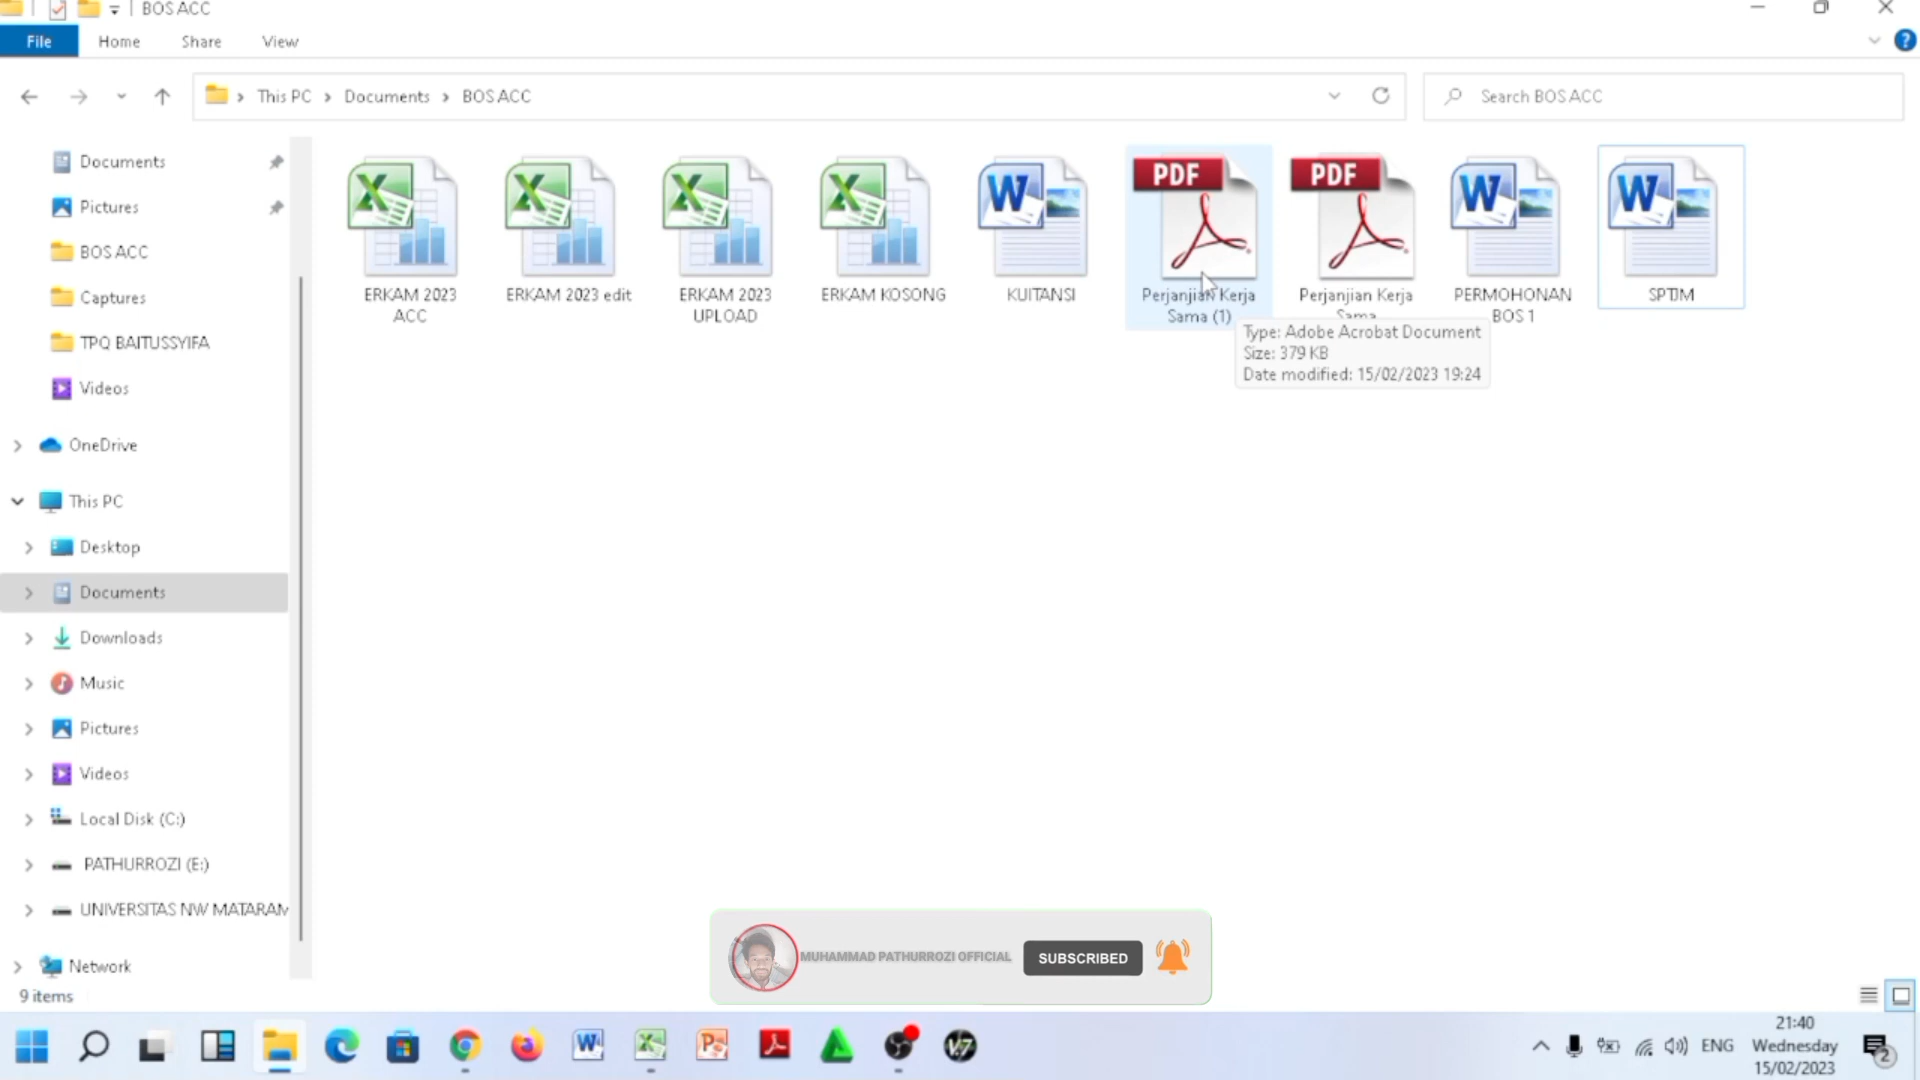 BOS ACC
File Home Share View
This PC Documents BOS ACC
Search BOS ACC
Documents
Pictures
BOS ACC
Captures
TPQ BAITUSSYIFA
Videos
OneDrive
This PC
Desktop
Documents
Downloads
Music
Pictures
Videos
Local Disk (C:)
PATHURROZI (E:)
UNIVERSITAS NW MATARAM
Network
9 items
ERKAM 2023
ACC
ERKAM 2023 edit
ERKAM 2023
UPLOAD
ERKAM KOSONG
KUITANSI
PDF
Perjanjian Kerja
Sama (1)
PDF
Perjanjian Kerja
Sama
PERMOHONAN
BOS 1
SPTJM
Type: Adobe Acrobat Document
Size: 379 KB
Date modified: 15/02/2023 19:24
MUHAMMAD PATHURROZI OFFICIAL
SUBSCRIBED
V7
ENG
21:40
Wednesday
15/02/2023
2